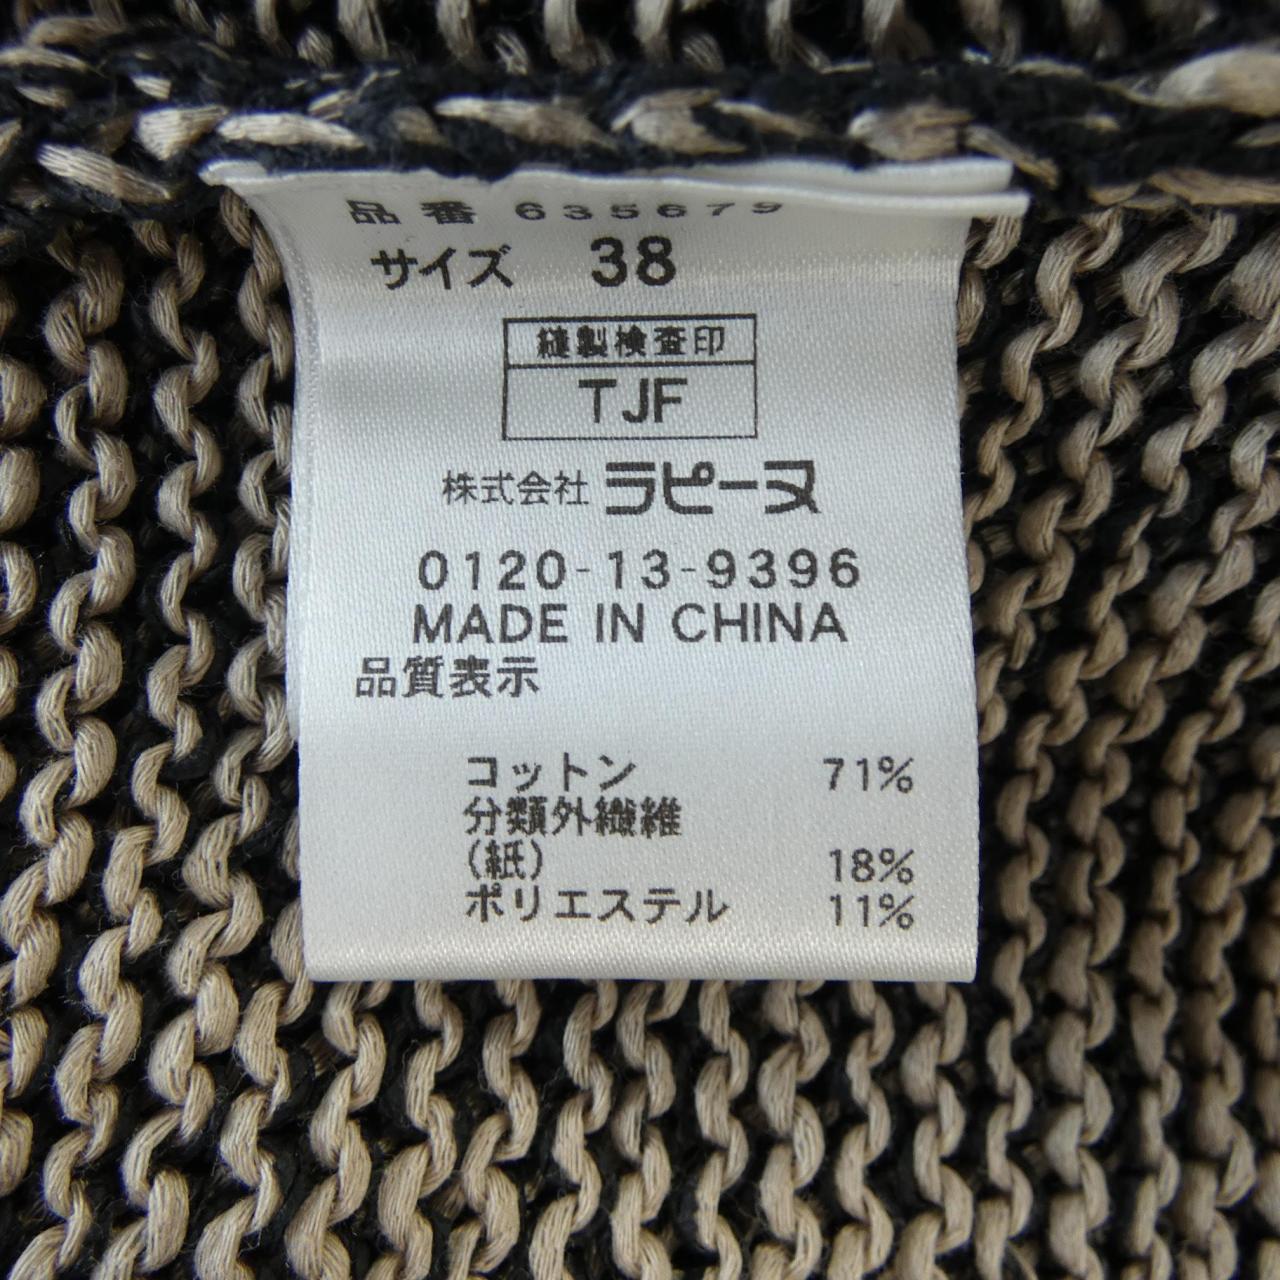 品番 635679
サイズ 38
縫製検査印
TJF
株式会社 ラピーヌ
0120-13-9396
MADE IN CHINA
品質表示
コットン 71%
分類外繊維
(紙) 18%
ポリエステル 11%